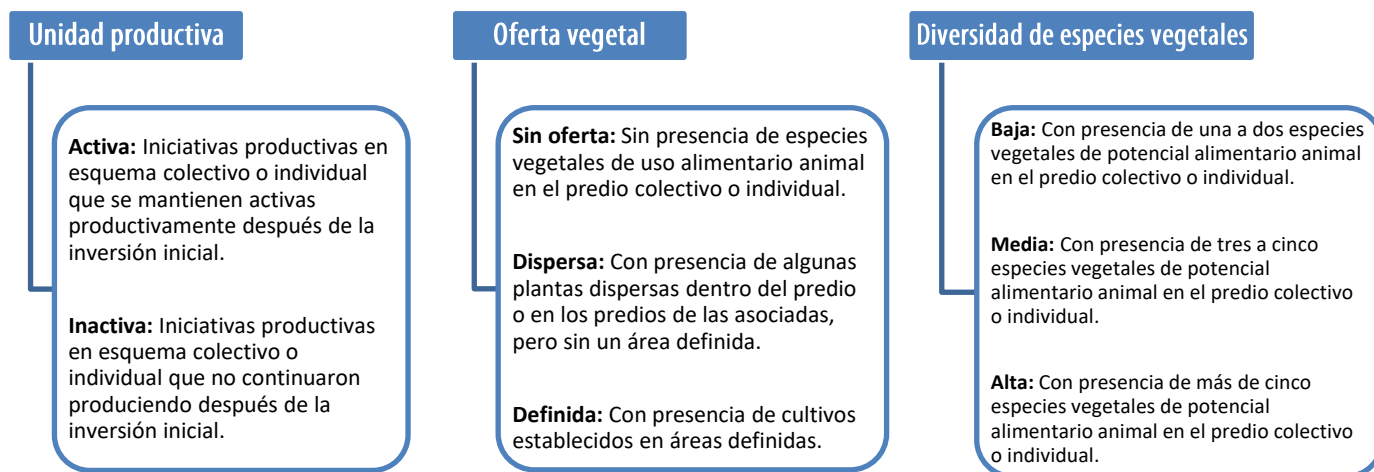 Unidad productiva
Activa: Iniciativas productivas en
esquema colectivo o individual
que se mantienen activas
productivamente después de la
inversión inicial.
Inactiva: Iniciativas productivas
en esquema colectivo o
individual que no continuaron
produciendo después de la
inversión inicial.
Oferta vegetal
Sin oferta: Sin presencia de especies
vegetales de uso alimentario animal
en el predio colectivo o individual.
Dispersa: Con presencia de algunas
plantas dispersas dentro del predio
o en los predios de las asociadas,
pero sin un área definida.
Definida: Con presencia de cultivos
establecidos en áreas definidas.
Diversidad de especies vegetales
Baja: Con presencia de una a dos especies
vegetales de potencial alimentario animal
en el predio colectivo o individual.
Media: Con presencia de tres a cinco
especies vegetales de potencial
alimentario animal en el predio colectivo
o individual.
Alta: Con presencia de más de cinco
especies vegetales de potencial
alimentario animal en el predio colectivo
o individual.